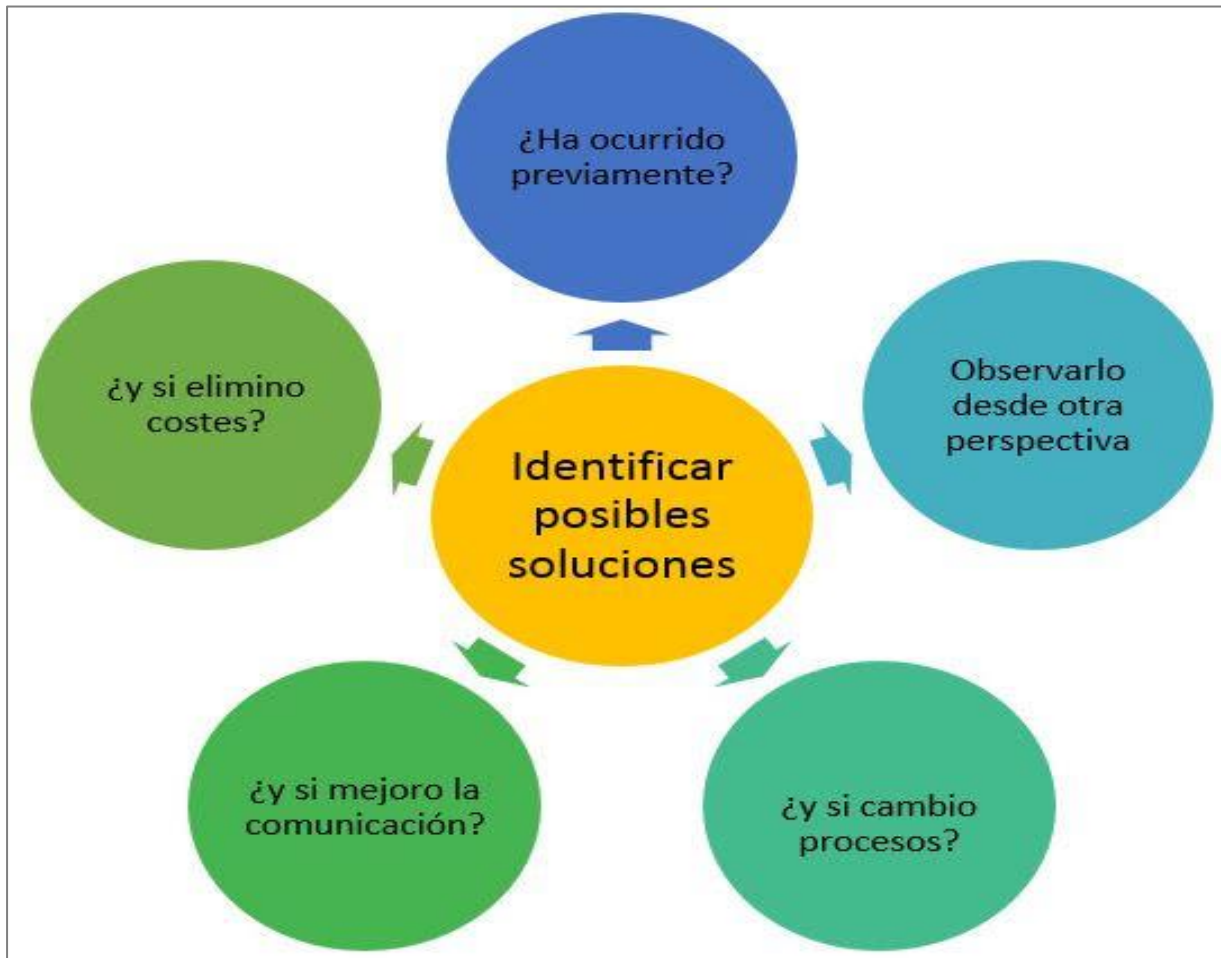 ¿Ha ocurrido
previamente?
Observarlo
desde otra
perspectiva
¿y si cambio
procesos?
¿y si mejoro la
comunicación?
¿y si elimino
costes?
Identificar
posibles
soluciones